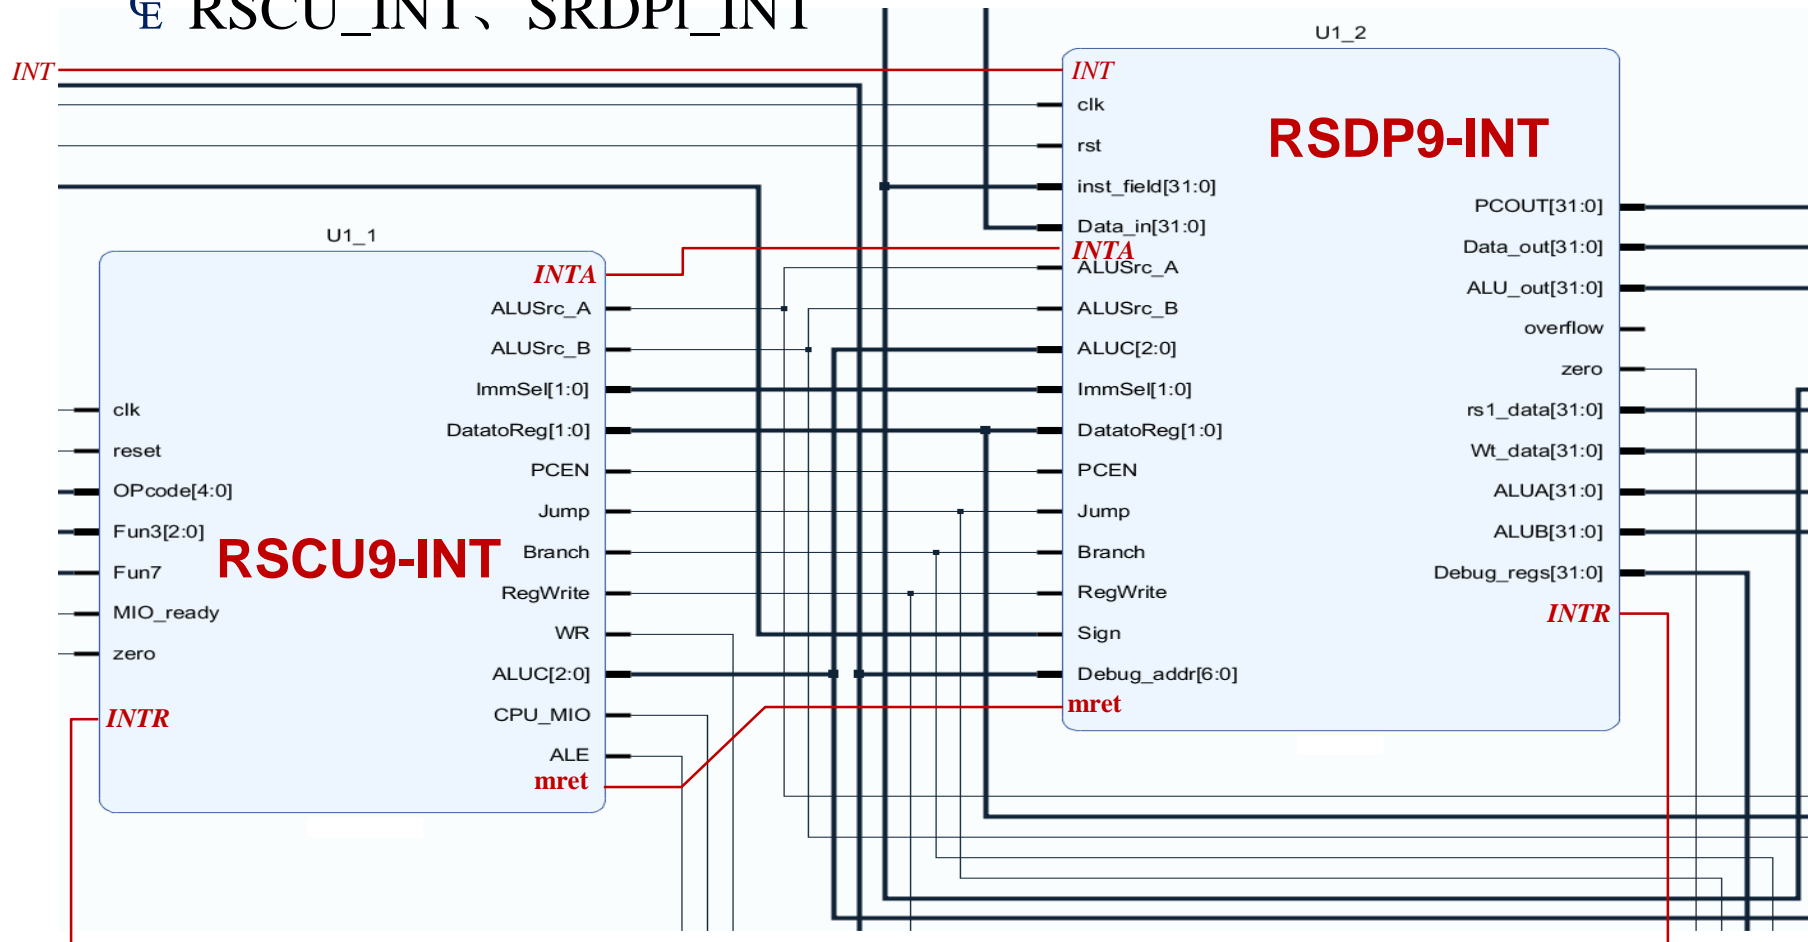 RSCU_INT、SRDPI_INT
INT
U1_1
INTA
ALUSrc_A
ALUSrc_B
ImmSel[1:0]
DatatoReg[1:0]
PCEN
Jump
Branch
RegWrite
WR
ALUC[2:0]
CPU_MIO
ALE
mret
clk
reset
OPcode[4:0]
Fun3[2:0]
Fun7
MIO_ready
zero
INTR
RSCU9-INT
U1_2
INT
clk
rst
inst_field[31:0]
Data_in[31:0]
INTA
ALUSrc_A
ALUSrc_B
ALUC[2:0]
ImmSel[1:0]
DatatoReg[1:0]
PCEN
Jump
Branch
RegWrite
Sign
Debug_addr[6:0]
mret
RSDP9-INT
PCOUT[31:0]
Data_out[31:0]
ALU_out[31:0]
overflow
zero
rs1_data[31:0]
Wt_data[31:0]
ALUA[31:0]
ALUB[31:0]
Debug_regs[31:0]
INTR